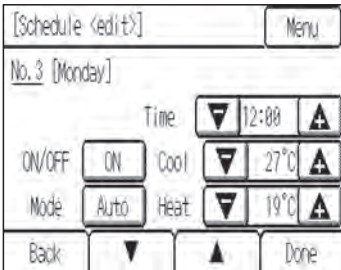 [Schedule <edit>] Menu
No. 3 [Monday]
Time 12:00
ON/OFF ON Cool 27°C
Mode Auto Heat 19°C
Back ▼ ▲ Done